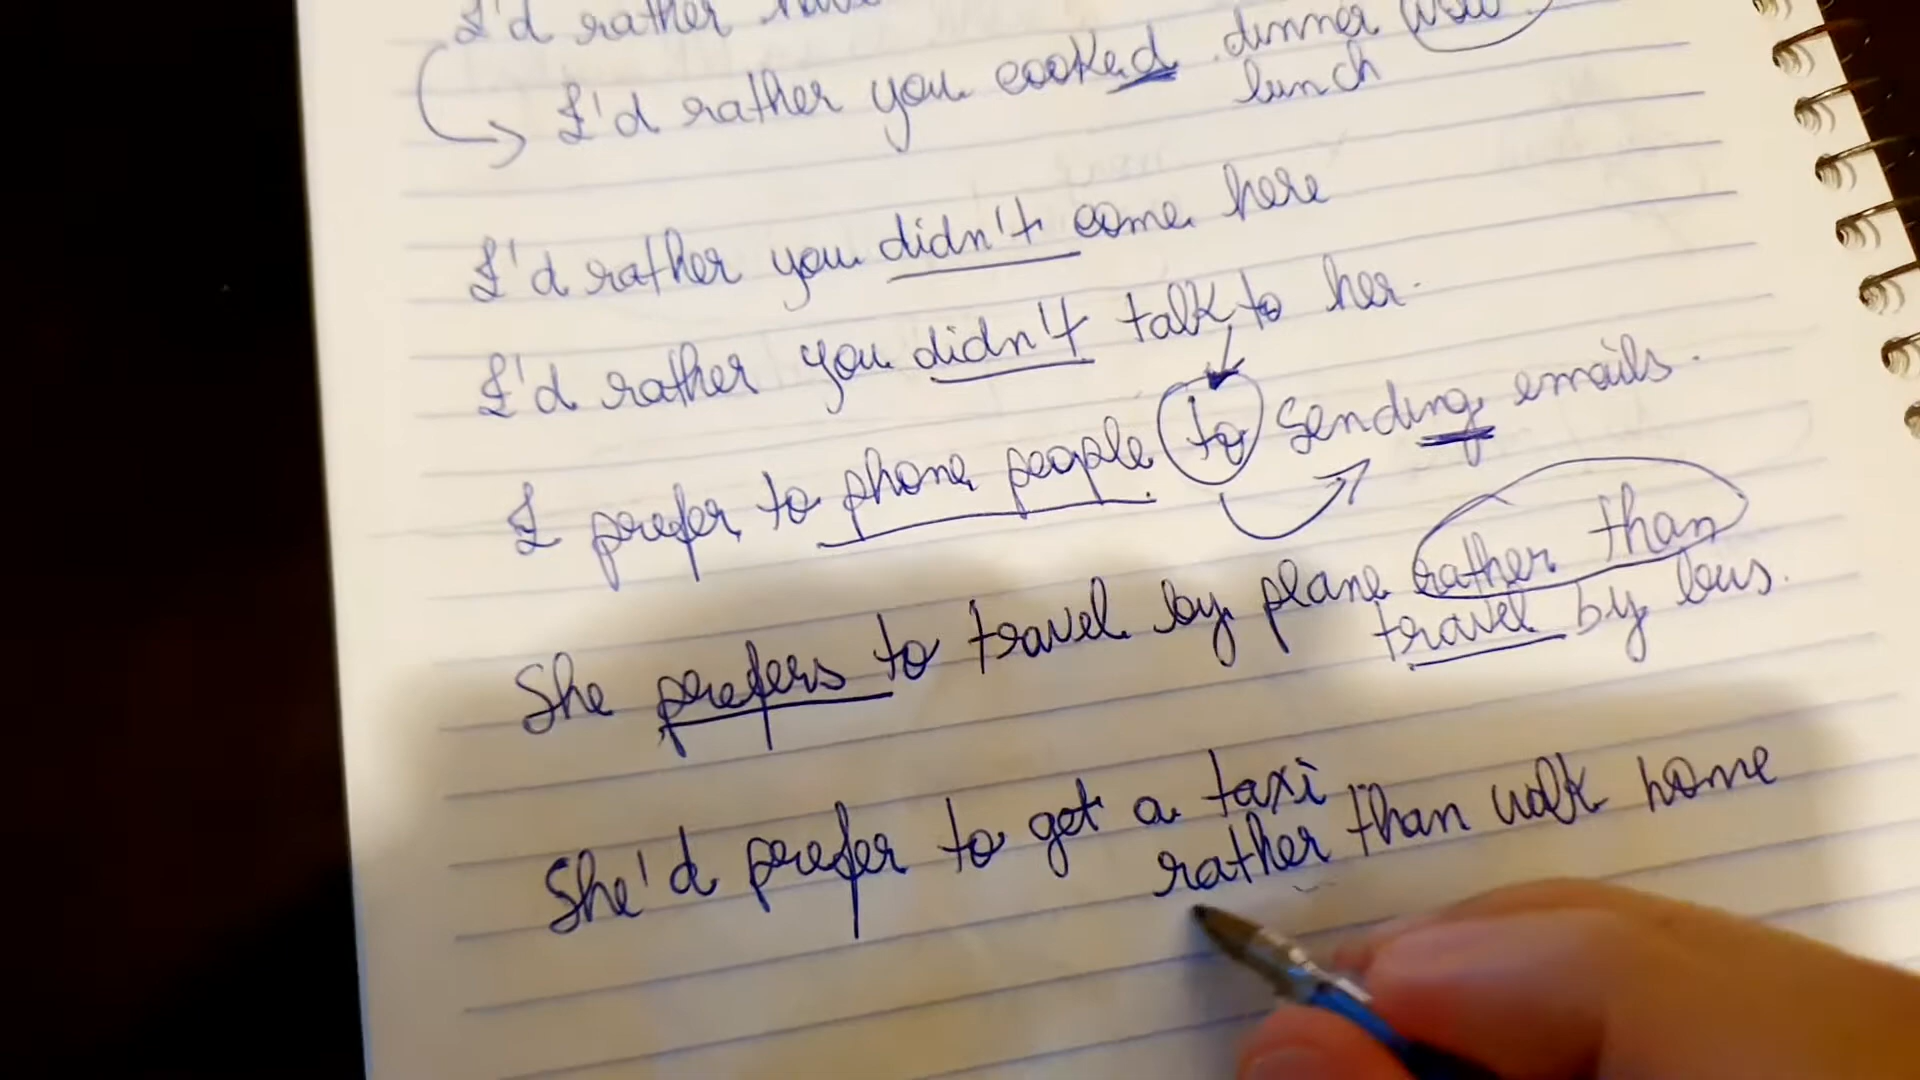 I'd rather
I'd rather you cooked dinner
lunch
I'd rather you didn't come here
I'd rather you didn't talk to her.
I prefer to phone people to sending emails.
She prefers to travel by plane rather than
travel by bus.
She'd prefer to get a taxi
rather than walk home